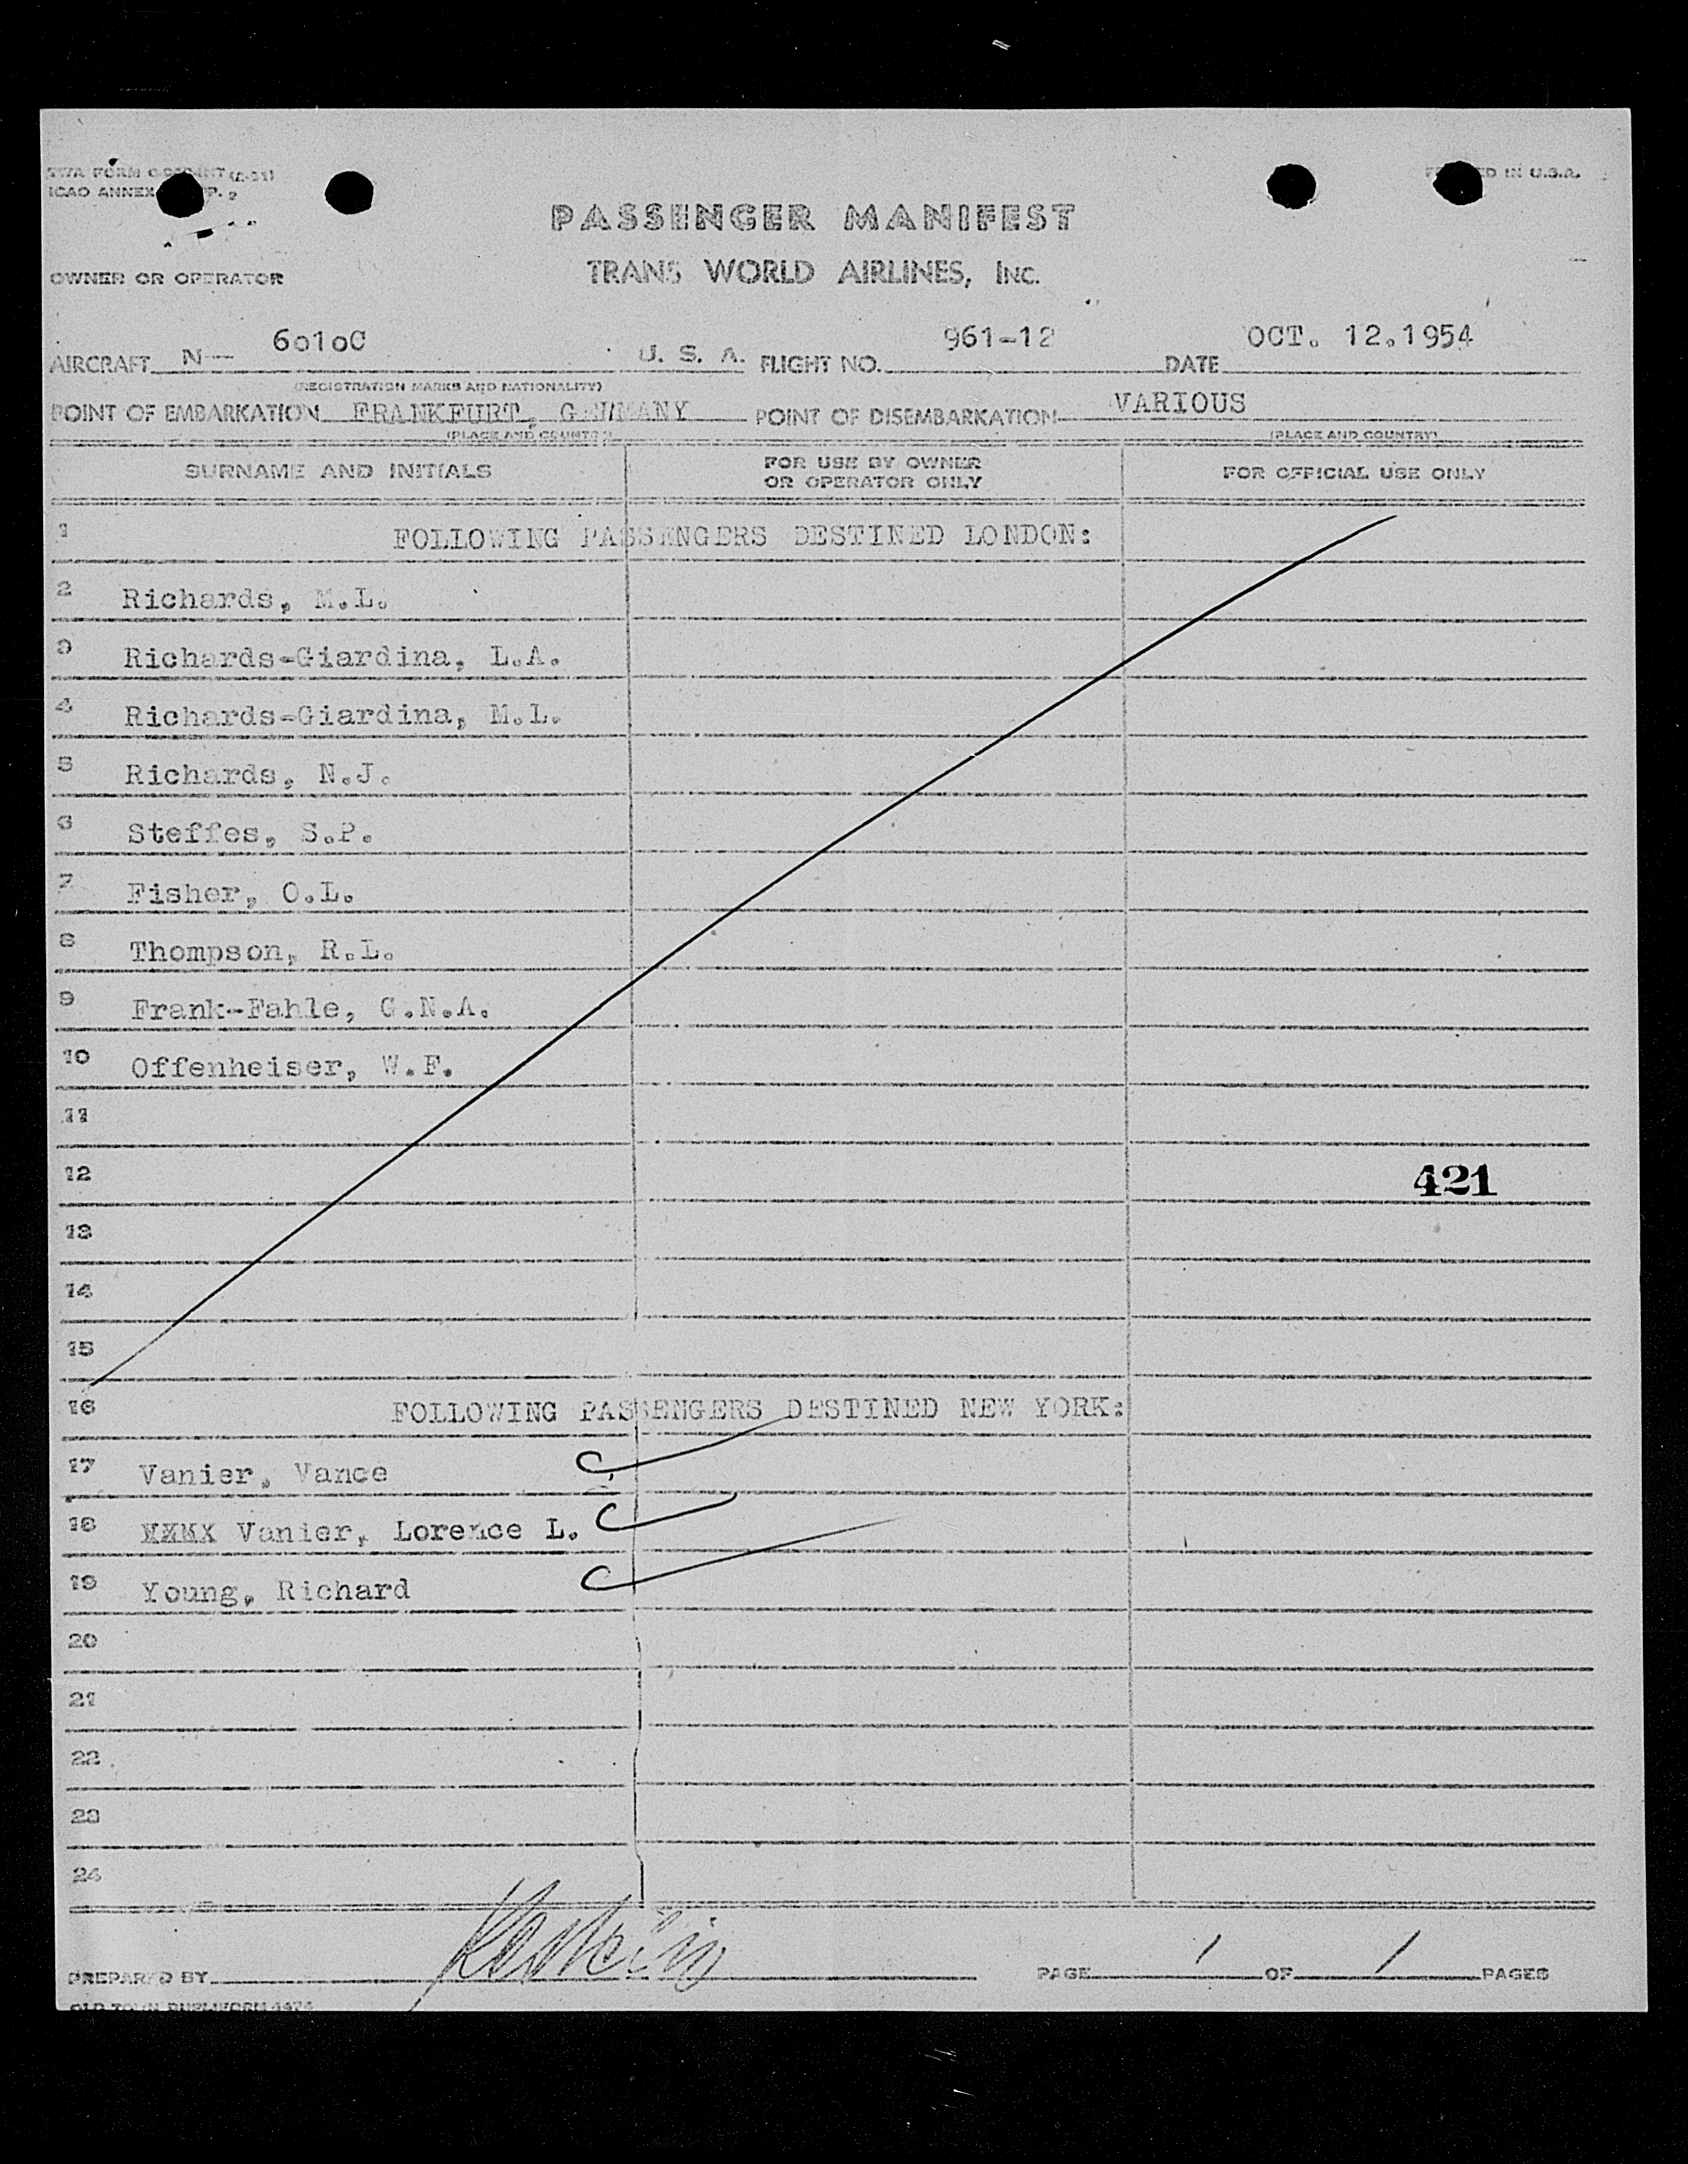 ICAO ANNEX P. 2
IN U.S.A.
PASSENGER MANIFEST
OWNER OR OPERATOR TRANS WORLD AIRLINES, INC.
AIRCRAFT N- 6010C U. S. A. FLIGHT NO. 961-12 DATE OCT. 12.1954
(REGISTRATION MARKS AND NATIONALITY)
POINT OF EMBARKATION FRANKFURT, GERMANY POINT OF DISEMBARKATION VARIOUS
(PLACE AND COUNTRY) (PLACE AND COUNTRY)
SURNAME AND INITIALS FOR USE BY OWNER OR OPERATOR ONLY FOR OFFICIAL USE ONLY
1 FOLLOWING PASSENGERS DESTINED LONDON:
2 Richards, M.L.
3 Richards-Giardina, L.A.
4 Richards-Giardina, M.L.
5 Richards, N.J.
6 Steffes, S.P.
7 Fisher, O.L.
8 Thompson, R.L.
9 Frank-Fahle, G.N.A.
10 Offenheiser, W.F.
11
12 421
13
14
15
16 FOLLOWING PASSENGERS DESTINED NEW YORK:
17 Vanier, Vance
18 XXMX Vanier, Lorence L.
19 Young, Richard
20
21
22
23
24
PREPARED BY PAGE 1 OF 1 PAGES